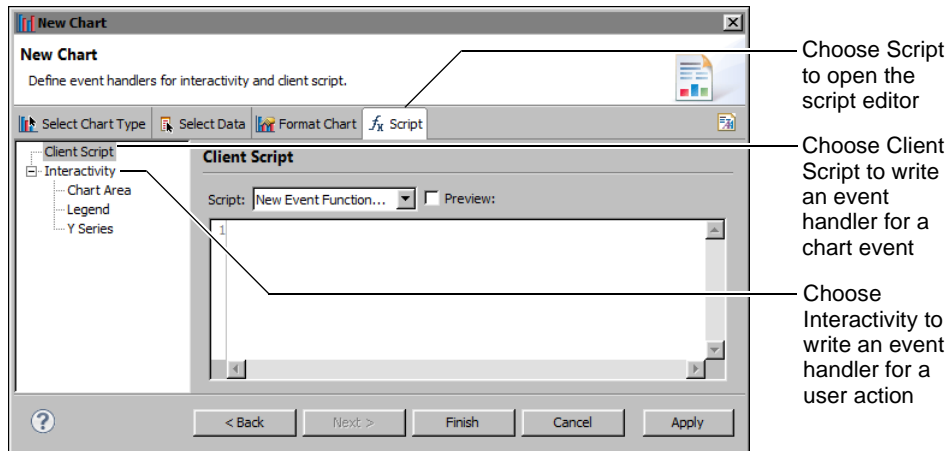 New Chart
New Chart
Define event handlers for interactivity and client script.
Select Chart Type
Select Data
Format Chart
fx Script
Client Script
Interactivity
Chart Area
Legend
Y Series
Client Script
Script: New Event Function... Preview:
1
< Back
Next >
Finish
Cancel
Apply
Choose Script
to open the
script editor
Choose Client
Script to write
an event
handler for a
chart event
Choose
Interactivity to
write an event
handler for a
user action